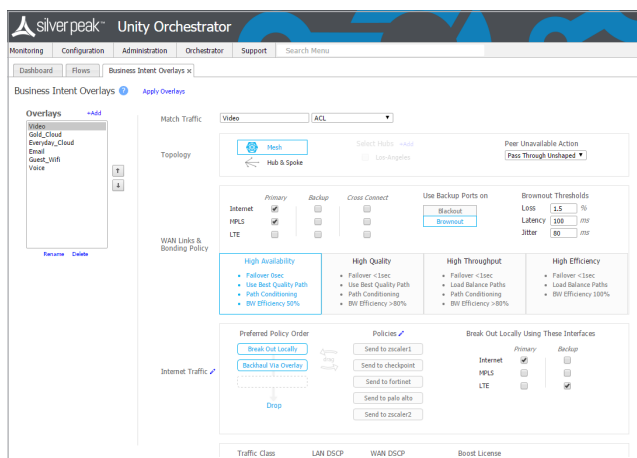 silver peak™ Unity Orchestrator
Monitoring Configuration Administration Orchestrator Support Search Menu
Dashboard Flows Business Intent Overlays ×
Business Intent Overlays ? Apply Overlays
Overlays +Add
Video
Gold_Cloud
Everyday_Cloud
Email
Guest_Wifi
Voice
Rename Delete
Match Traffic Video ACL
Topology
Mesh
Hub & Spoke
Select Hubs +Add
Los-Angeles
Peer Unavailable Action
Pass Through Unshaped
WAN Links &
Bonding Policy
Primary Backup Cross Connect
Internet
MPLS
LTE
Use Backup Ports on
Blackout
Brownout
Brownout Thresholds
Loss 1.5 %
Latency 100 ms
Jitter 80 ms
High Availability
• Failover 0sec
• Use Best Quality Path
• Path Conditioning
• BW Efficiency 50%
High Quality
• Failover <1sec
• Use Best Quality Path
• Path Conditioning
• BW Efficiency >80%
High Throughput
• Failover <1sec
• Load Balance Paths
• Path Conditioning
• BW Efficiency >80%
High Efficiency
• Failover <1sec
• Load Balance Paths
• BW Efficiency 100%
Internet Traffic
Preferred Policy Order
Break Out Locally
Backhaul Via Overlay
Drop
Policies
Send to zscaler1
Send to checkpoint
Send to fortinet
Send to palo alto
Send to zscaler2
Break Out Locally Using These Interfaces
Primary Backup
Internet
MPLS
LTE
Traffic Class LAN DSCP WAN DSCP Boost License